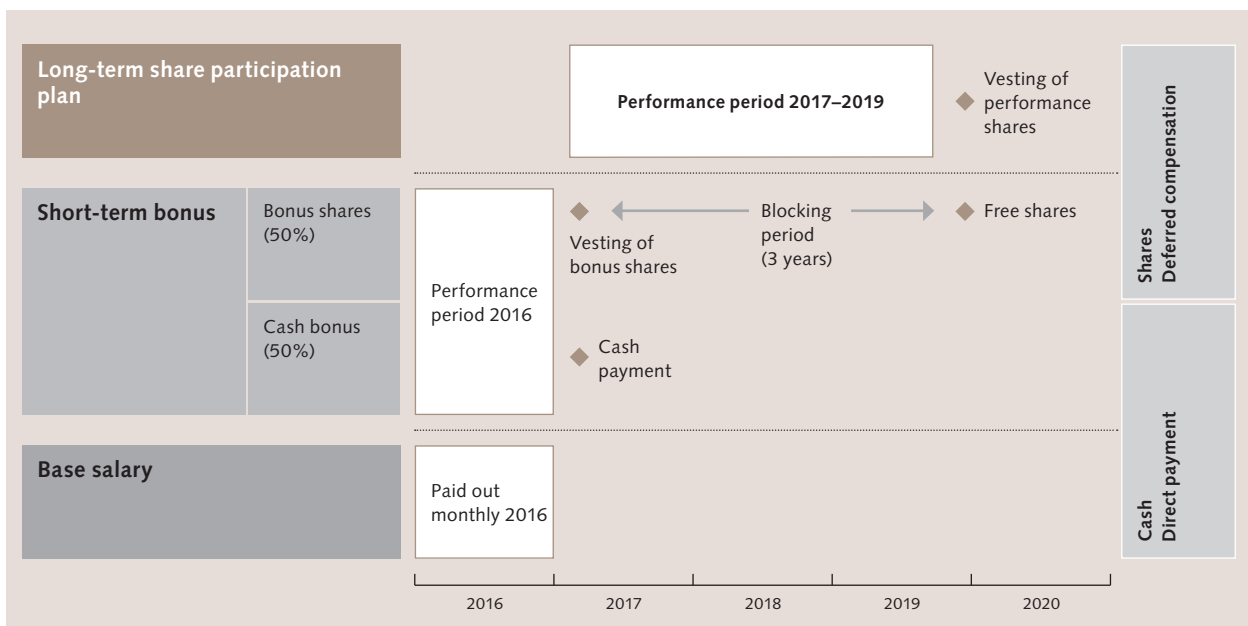 Long-term share participation
plan
Performance period 2017–2019
Vesting of
performance
shares
Shares
Deferred compensation
Short-term bonus
Bonus shares
(50%)
Cash bonus
(50%)
Performance
period 2016
Vesting of
bonus shares
Blocking
period
(3 years)
Free shares
Cash
payment
Cash
Direct payment
Base salary
Paid out
monthly 2016
2016
2017
2018
2019
2020